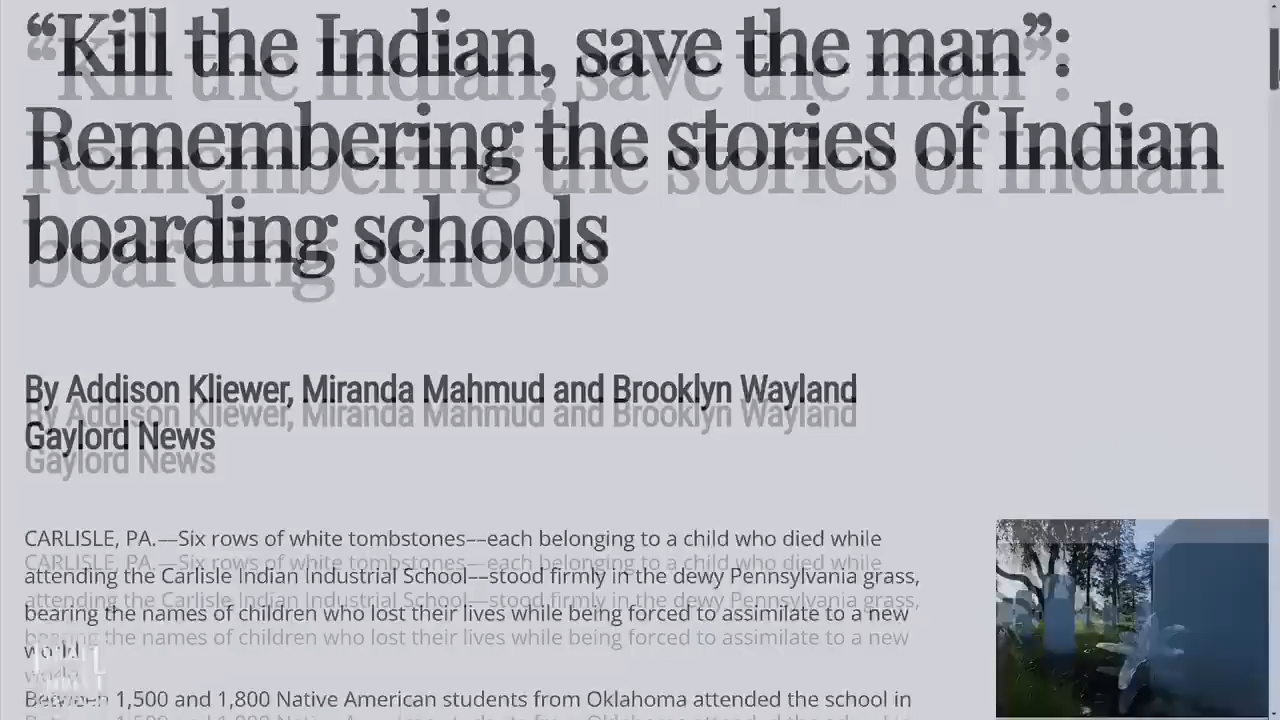 “Kill the Indian, save the man”:
Remembering the stories of Indian
boarding schools
By Addison Kliewer, Miranda Mahmud and Brooklyn Wayland
Gaylord News
CARLISLE, PA.—Six rows of white tombstones––each belonging to a child who died while
attending the Carlisle Indian Industrial School––stood firmly in the dewy Pennsylvania grass,
bearing the names of children who lost their lives while being forced to assimilate to a new
world.
Between 1,500 and 1,800 Native American students from Oklahoma attended the school in